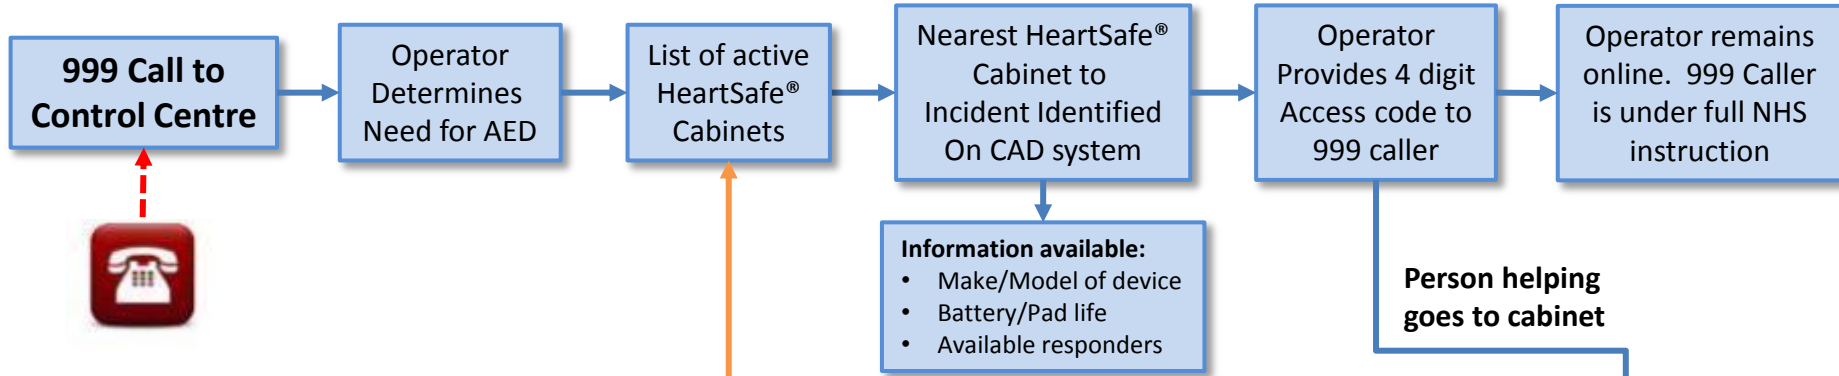 999 Call to
Control Centre
Operator
Determines
Need for AED
List of active
HeartSafe®
Cabinets
Nearest HeartSafe®
Cabinet to
Incident Identified
On CAD system
Operator
Provides 4 digit
Access code to
999 caller
Operator remains
online.  999 Caller
is under full NHS
instruction
Information available:
• Make/Model of device
• Battery/Pad life
• Available responders
Person helping
goes to cabinet